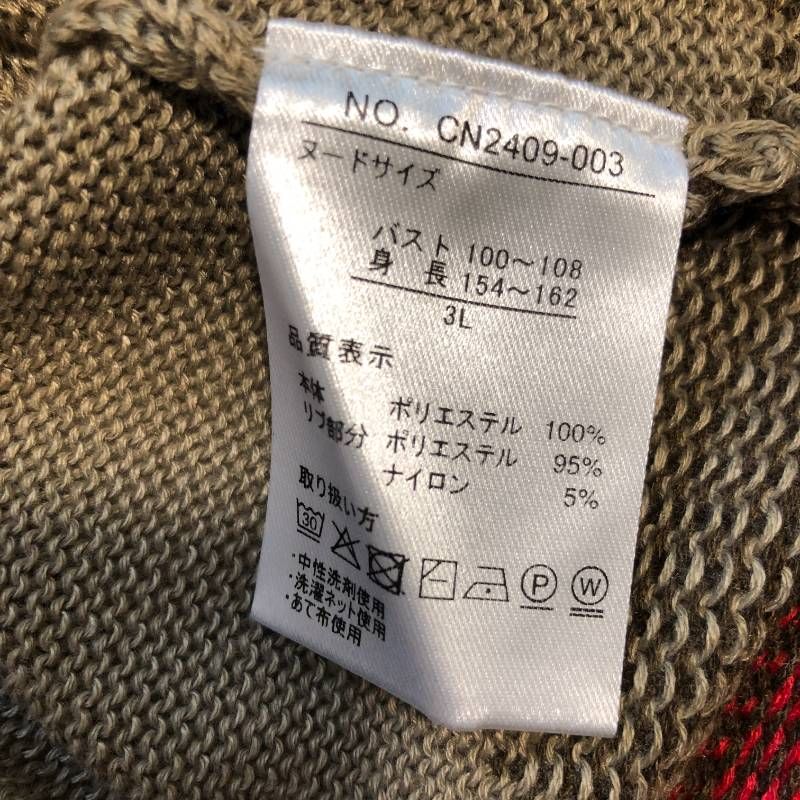 NO. CN2409-003
ヌードサイズ
バスト 100～108
身 長 154～162
3L
品質表示
本体 ポリエステル 100%
リブ部分 ポリエステル 95%
ナイロン 5%
取り扱い方
30 P W
・中性洗剤使用
・洗濯ネット使用
・あて布使用